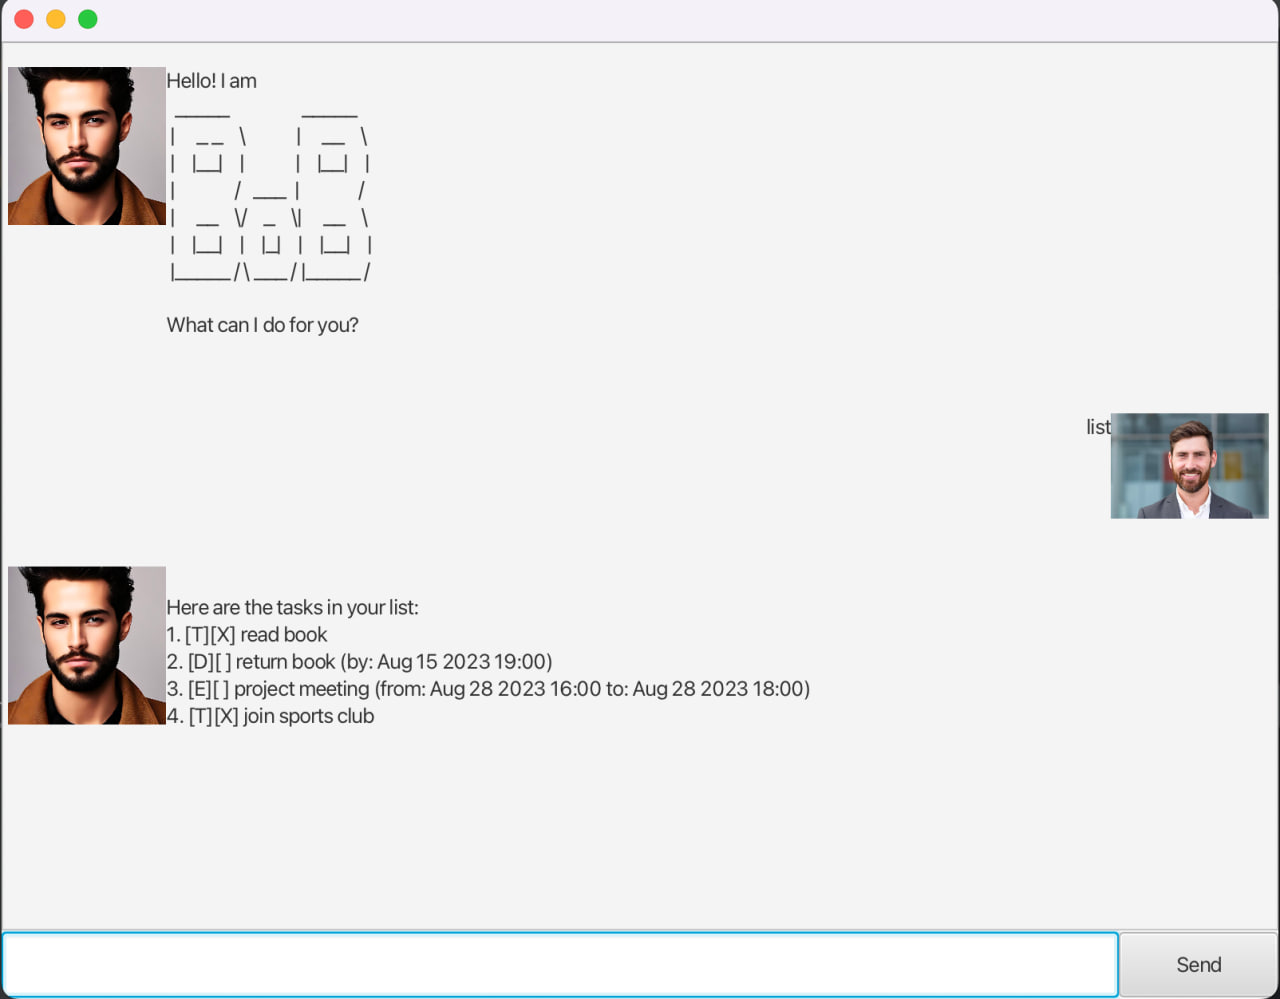 Hello! I am
 _____          _____
|   _ _  \       |   __   \
|  |__|  |       |  |__|  |
|         /  ___ |         /
|   __  \/  _  \|   __   \
|  |__|  |  |_|  |  |__|  |
|_____/ \ ___/ |_____/
What can I do for you?
list
Here are the tasks in your list:
1. [T][X] read book
2. [D][ ] return book (by: Aug 15 2023 19:00)
3. [E][ ] project meeting (from: Aug 28 2023 16:00 to: Aug 28 2023 18:00)
4. [T][X] join sports club
Send